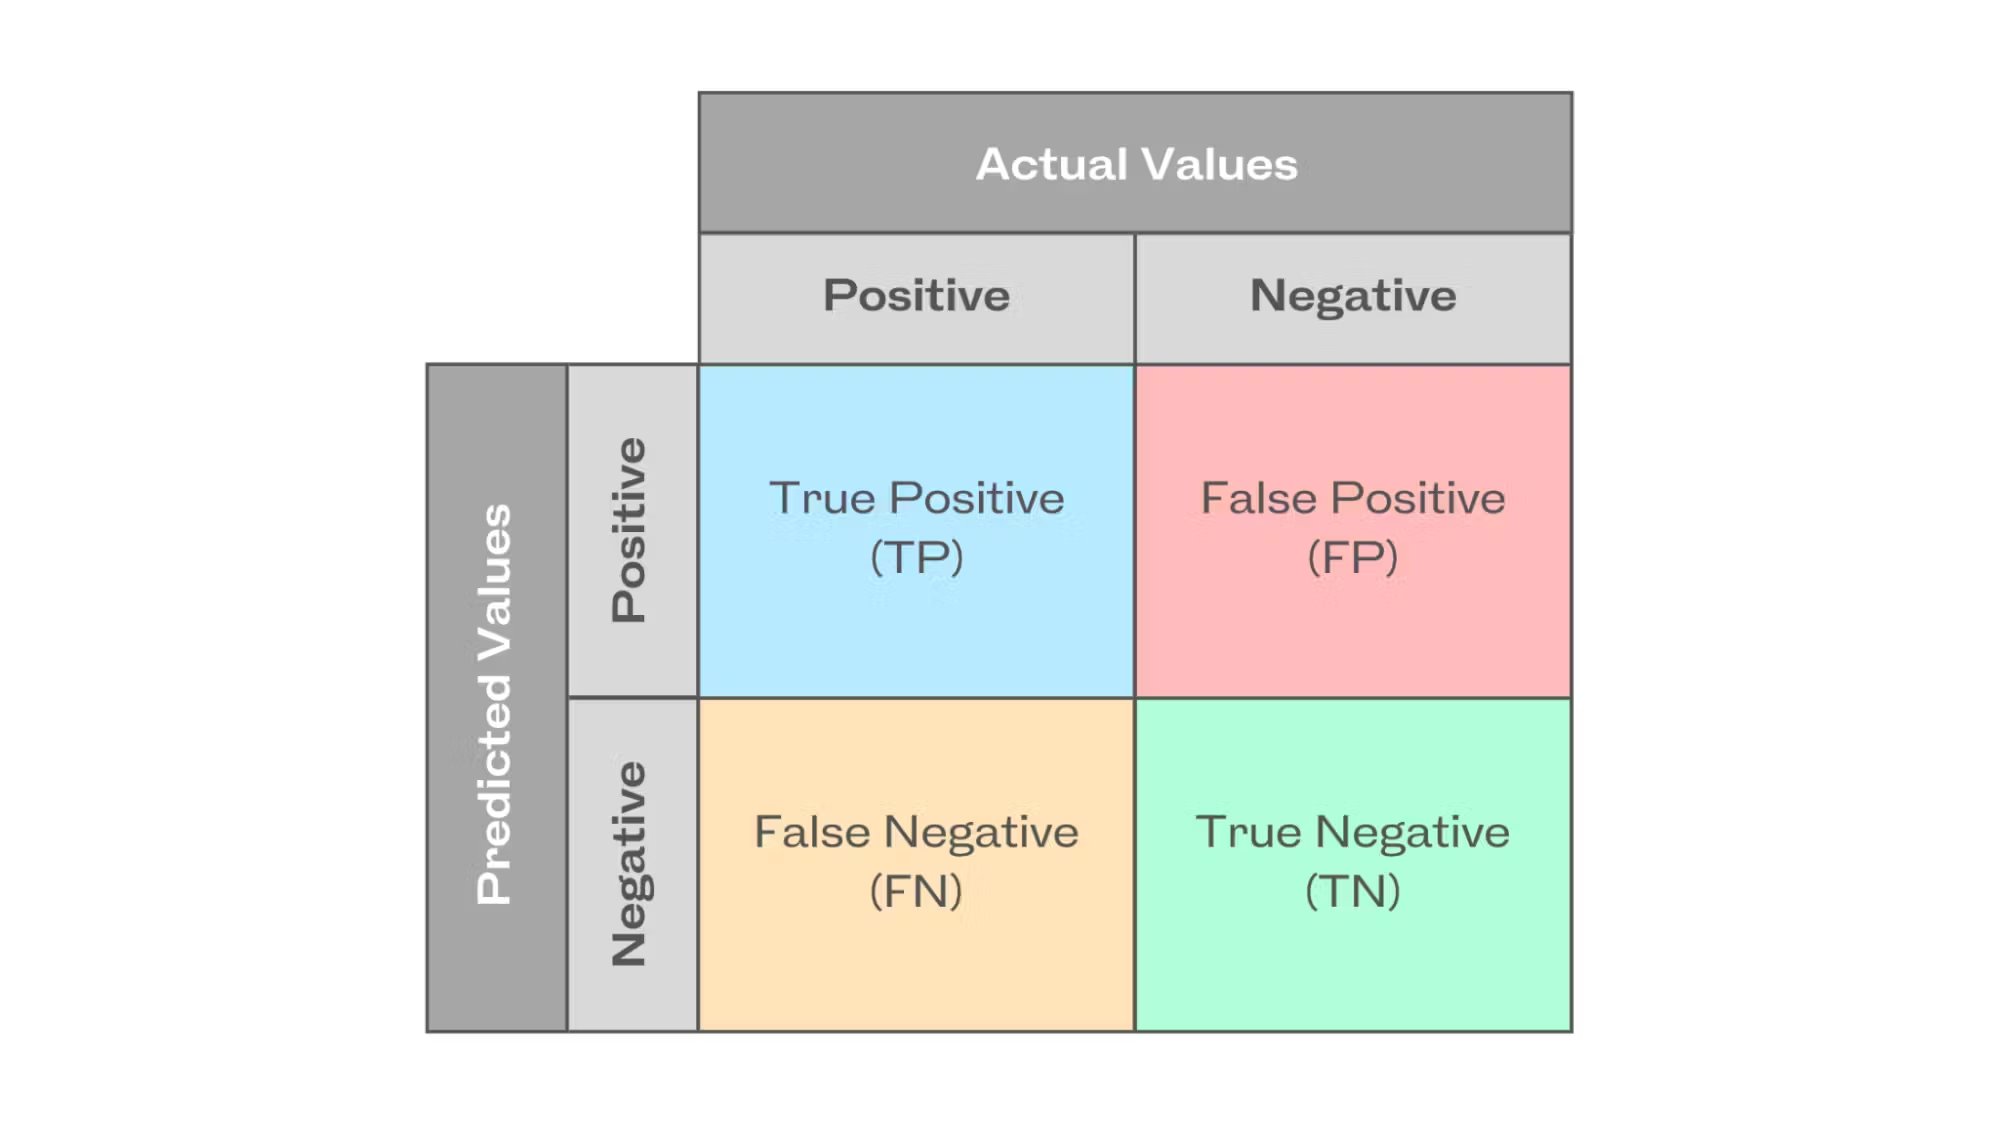 Actual Values
Positive
Negative
Predicted Values
Positive
True Positive
(TP)
False Positive
(FP)
Negative
False Negative
(FN)
True Negative
(TN)